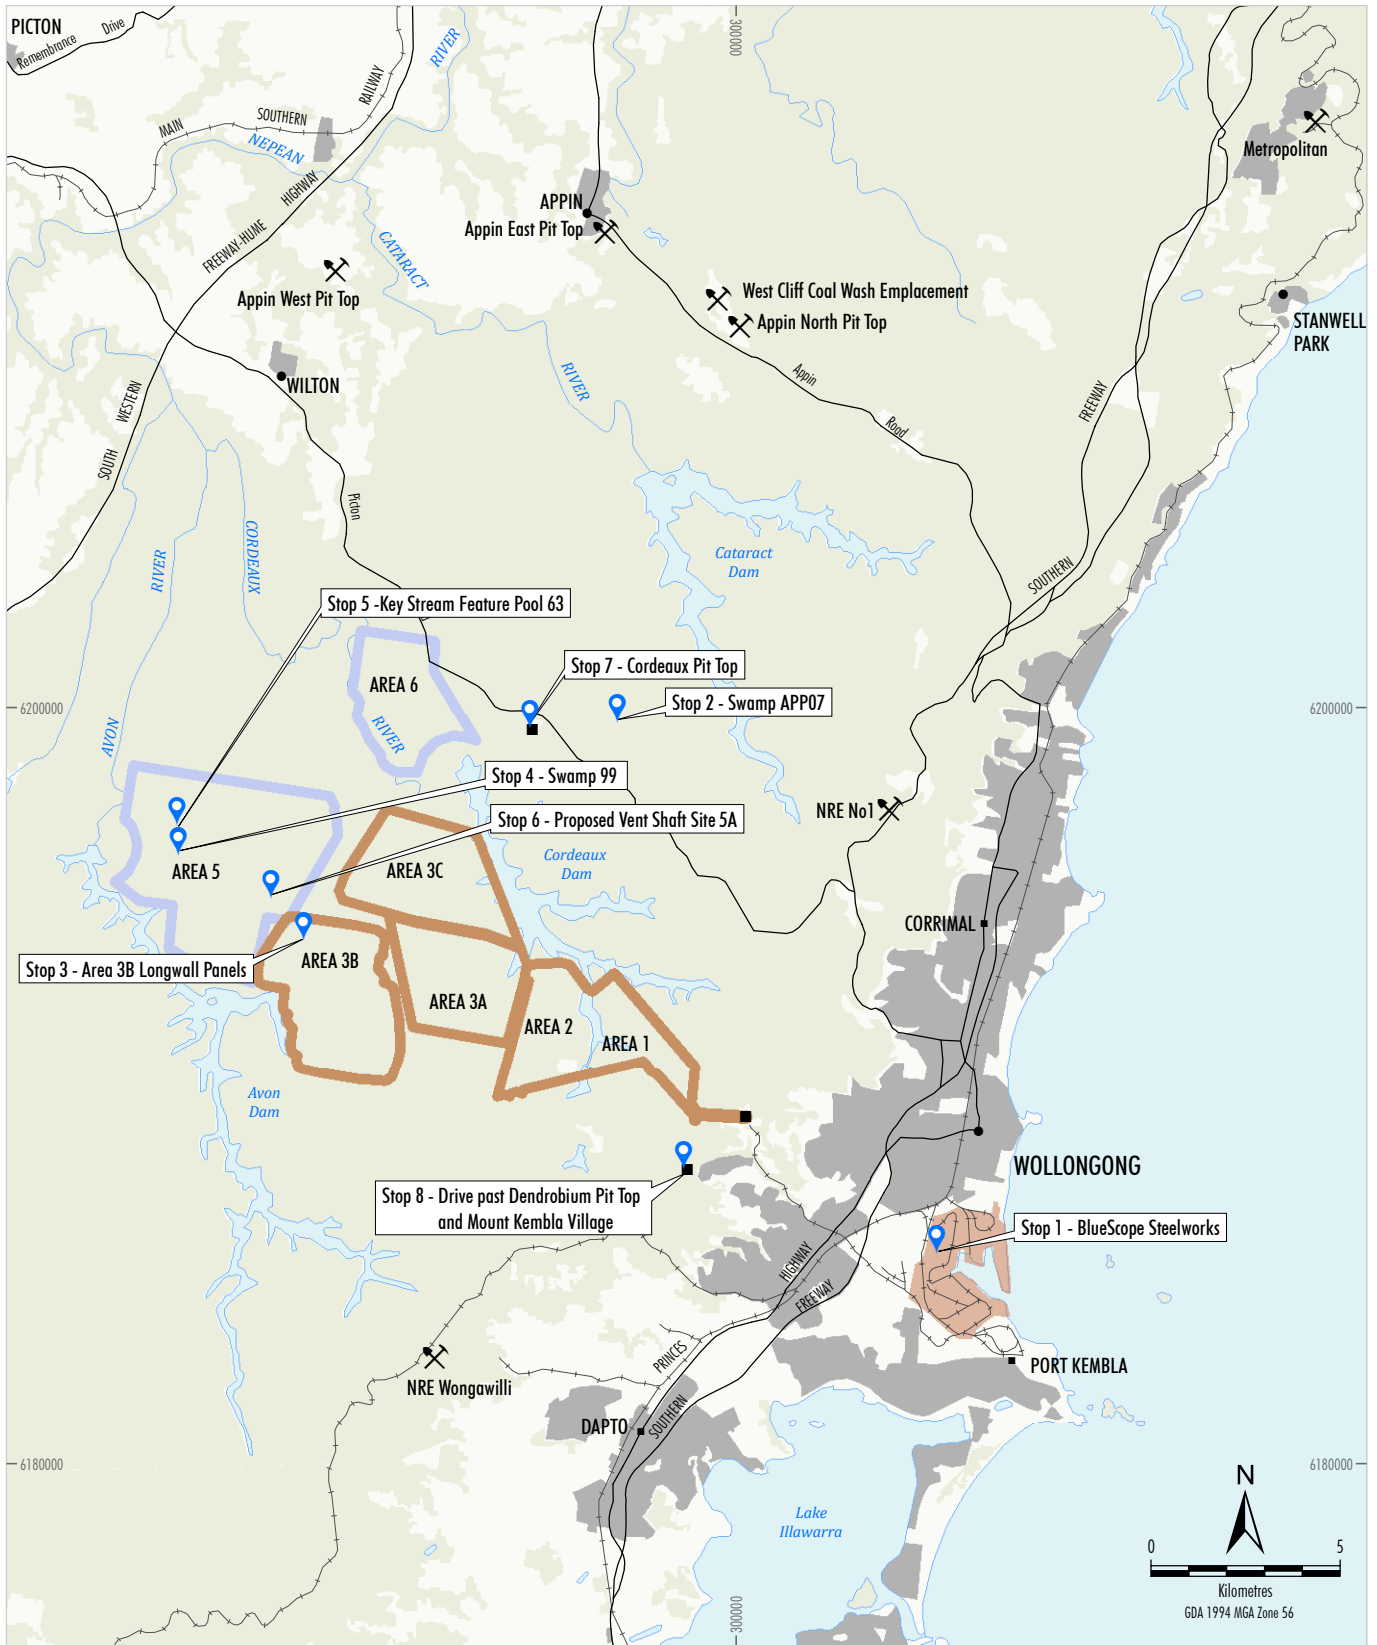 PICTON
Remembrance Drive
RIVER
300000
MAIN SOUTHERN RAILWAY
NEPEAN
Metropolitan
APPIN
Appin East Pit Top
FREEWAY-HUME HIGHWAY
CATARACT
Appin West Pit Top
West Cliff Coal Wash Emplacement
Appin North Pit Top
STANWELL
PARK
WILTON
RIVER
Appin Road
SOUTH WESTERN
FREEWAY
Picton
CORDEAUX
RIVER
Cataract
Dam
SOUTHERN
Stop 5 -Key Stream Feature Pool 63
Stop 7 - Cordeaux Pit Top
AREA 6
Stop 2 - Swamp APP07
6200000
6200000
RIVER
AVON
Stop 4 - Swamp 99
Stop 6 - Proposed Vent Shaft Site 5A
NRE No1
Cordeaux
Dam
AREA 5
AREA 3C
CORRIMAL
AREA 3B
Stop 3 - Area 3B Longwall Panels
AREA 3A
AREA 2
AREA 1
Avon
Dam
WOLLONGONG
Stop 8 - Drive past Dendrobium Pit Top
and Mount Kembla Village
Stop 1 - BlueScope Steelworks
HIGHWAY
FREEWAY
PRINCES
PORT KEMBLA
NRE Wongawilli
SOUTHERN
DAPTO
6180000
6180000
N
Lake
Illawarra
0 5
Kilometres
GDA 1994 MGA Zone 56
300000